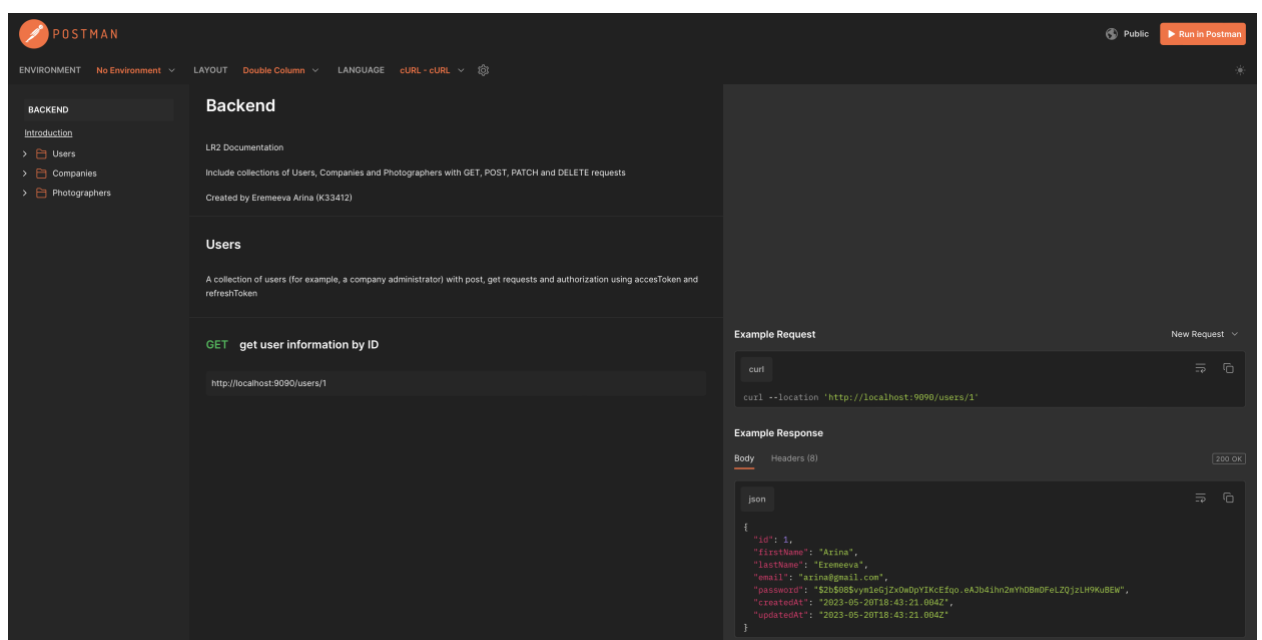 POSTMAN
Public
Run in Postman
ENVIRONMENT No Environment LAYOUT Double Column LANGUAGE cURL - cURL
BACKEND
Introduction
Users
Companies
Photographers
Backend
LR2 Documentation
Include collections of Users, Companies and Photographers with GET, POST, PATCH and DELETE requests
Created by Eremeeva Arina (K33412)
Users
A collection of users (for example, a company administrator) with post, get requests and authorization using accesToken and
refreshToken
GET get user information by ID
http://localhost:9090/users/1
Example Request
New Request
curl
curl --location 'http://localhost:9090/users/1'
Example Response
Body Headers (8)
200 OK
json
{
"id": 1,
"firstName": "Arina",
"lastName": "Eremeeva",
"email": "arina@gmail.com",
"password":
"createdAt": "2023-05-20T18:43:21.004Z",
"updatedAt": "2023-05-20T18:43:21.004Z"
}